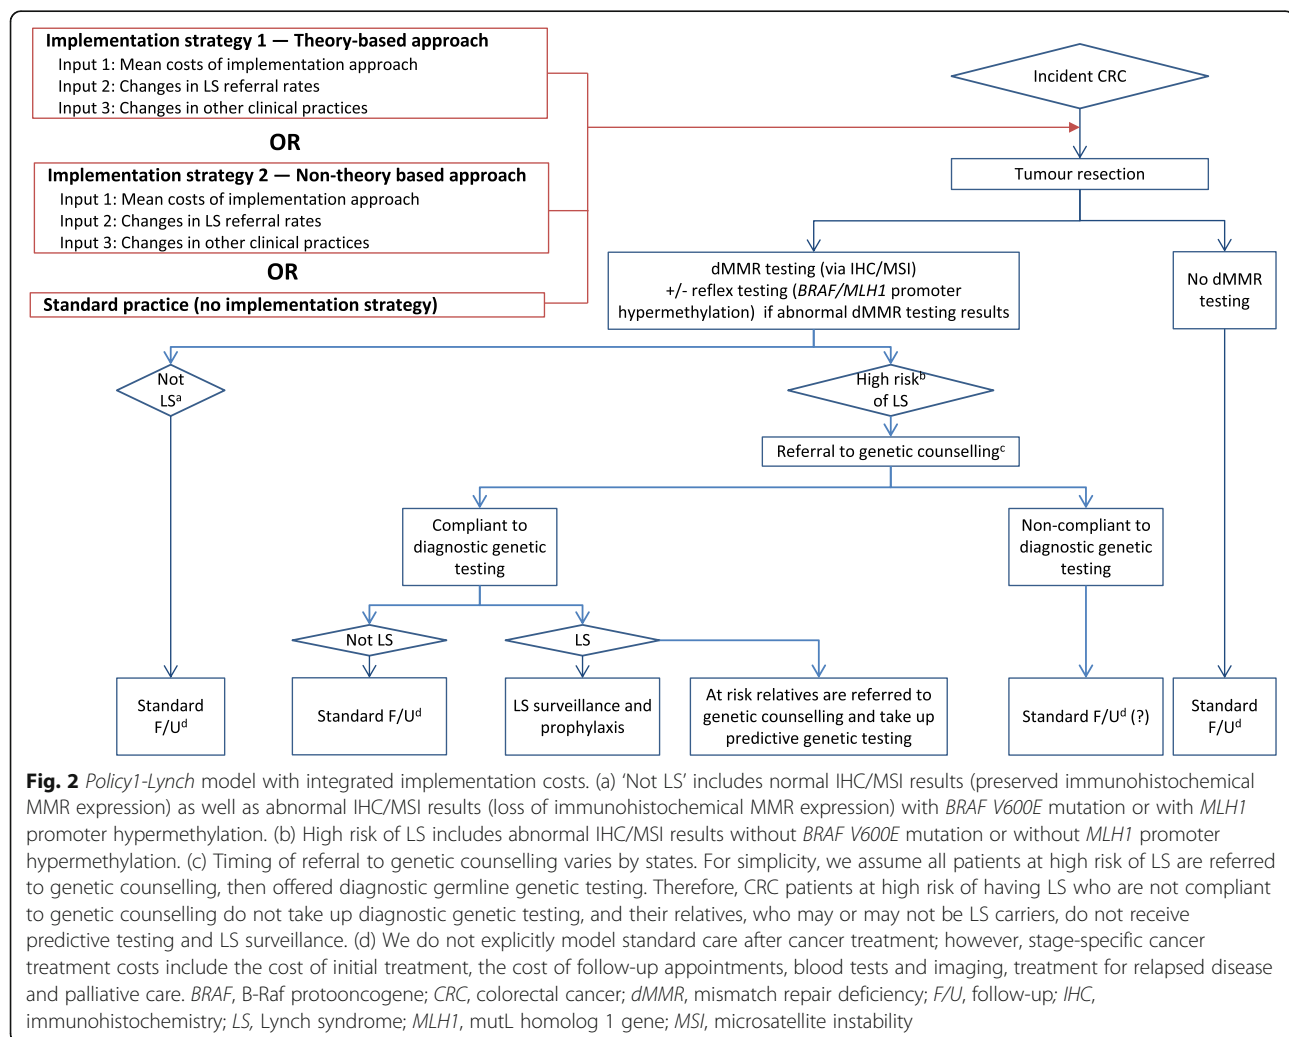 Implementation strategy 1 — Theory-based approach
Input 1: Mean costs of implementation approach
Input 2: Changes in LS referral rates
Input 3: Changes in other clinical practices
OR
Implementation strategy 2 — Non-theory based approach
Input 1: Mean costs of implementation approach
Input 2: Changes in LS referral rates
Input 3: Changes in other clinical practices
OR
Standard practice (no implementation strategy)
Incident CRC
Tumour resection
dMMR testing (via IHC/MSI)
+/- reflex testing (BRAF/MLH1 promoter
hypermethylation) if abnormal dMMR testing results
No dMMR
testing
Not
LSa
High riskb
of LS
Referral to genetic counsellingc
Compliant to
diagnostic genetic
testing
Non-compliant to
diagnostic genetic
testing
Not LS
LS
Standard
F/Ud
Standard F/Ud
LS surveillance and
prophylaxis
At risk relatives are referred to
genetic counselling and take up
predictive genetic testing
Standard F/Ud (?)
Standard
F/Ud
Fig. 2 Policy1-Lynch model with integrated implementation costs. (a) ‘Not LS’ includes normal IHC/MSI results (preserved immunohistochemical
MMR expression) as well as abnormal IHC/MSI results (loss of immunohistochemical MMR expression) with BRAF V600E mutation or with MLH1
promoter hypermethylation. (b) High risk of LS includes abnormal IHC/MSI results without BRAF V600E mutation or without MLH1 promoter
hypermethylation. (c) Timing of referral to genetic counselling varies by states. For simplicity, we assume all patients at high risk of LS are referred
to genetic counselling, then offered diagnostic germline genetic testing. Therefore, CRC patients at high risk of having LS who are not compliant
to genetic counselling do not take up diagnostic genetic testing, and their relatives, who may or may not be LS carriers, do not receive
predictive testing and LS surveillance. (d) We do not explicitly model standard care after cancer treatment; however, stage-specific cancer
treatment costs include the cost of initial treatment, the cost of follow-up appointments, blood tests and imaging, treatment for relapsed disease
and palliative care. BRAF, B-Raf protooncogene; CRC, colorectal cancer; dMMR, mismatch repair deficiency; F/U, follow-up; IHC,
immunohistochemistry; LS, Lynch syndrome; MLH1, mutL homolog 1 gene; MSI, microsatellite instability